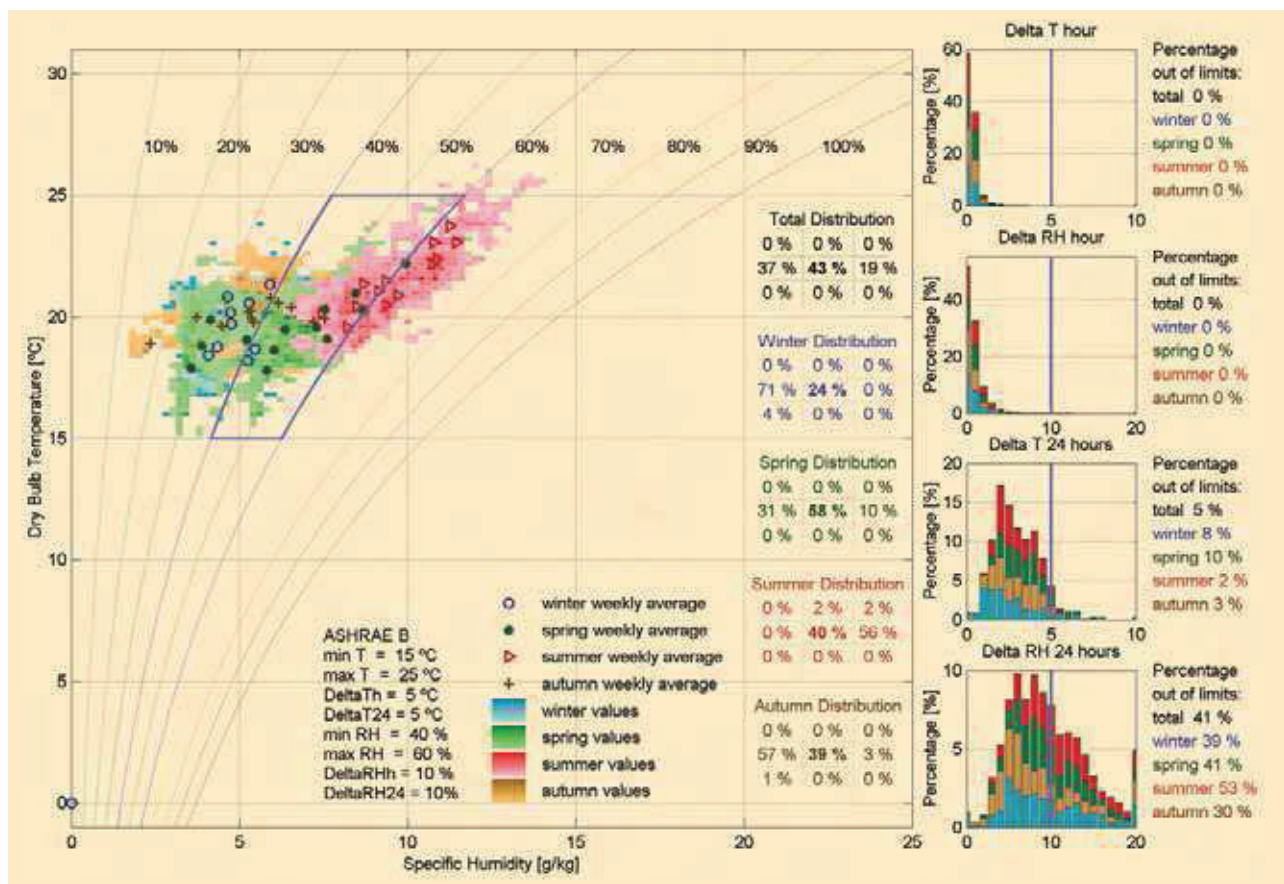 30
25
20
15
10
5
0
Dry Bulb Temperature [ºC]
0
5
10
15
20
25
Specific Humidity [g/kg]
10% 20% 30% 40% 50% 60% 70% 80% 90% 100%
ASHRAE B
min T = 15 ºC
max T = 25 ºC
DeltaTh = 5 ºC
DeltaT24 = 5 ºC
min RH = 40 %
max RH = 60 %
DeltaRHh = 10 %
DeltaRH24 = 10%
winter weekly average
spring weekly average
summer weekly average
autumn weekly average
winter values
spring values
summer values
autumn values
Total Distribution
0 % 0 % 0 %
37 % 43 % 19 %
0 % 0 % 0 %
Winter Distribution
0 % 0 % 0 %
71 % 24 % 0 %
4 % 0 % 0 %
Spring Distribution
0 % 0 % 0 %
31 % 58 % 10 %
0 % 0 % 0 %
Summer Distribution
0 % 2 % 2 %
0 % 40 % 56 %
0 % 0 % 0 %
Autumn Distribution
0 % 0 % 0 %
57 % 39 % 3 %
1 % 0 % 0 %
Delta T hour
Percentage [%]
60
40
20
0
0 5 10
Percentage
out of limits:
total 0 %
winter 0 %
spring 0 %
summer 0 %
autumn 0 %
Delta RH hour
Percentage [%]
40
20
0
0 10 20
Percentage
out of limits:
total 0 %
winter 0 %
spring 0 %
summer 0 %
autumn 0 %
Delta T 24 hours
Percentage [%]
20
15
10
5
0
0 5 10
Percentage
out of limits:
total 5 %
winter 8 %
spring 10 %
summer 2 %
autumn 3 %
Delta RH 24 hours
Percentage [%]
10
5
0
0 10 20
Percentage
out of limits:
total 41 %
winter 39 %
spring 41 %
summer 53 %
autumn 30 %